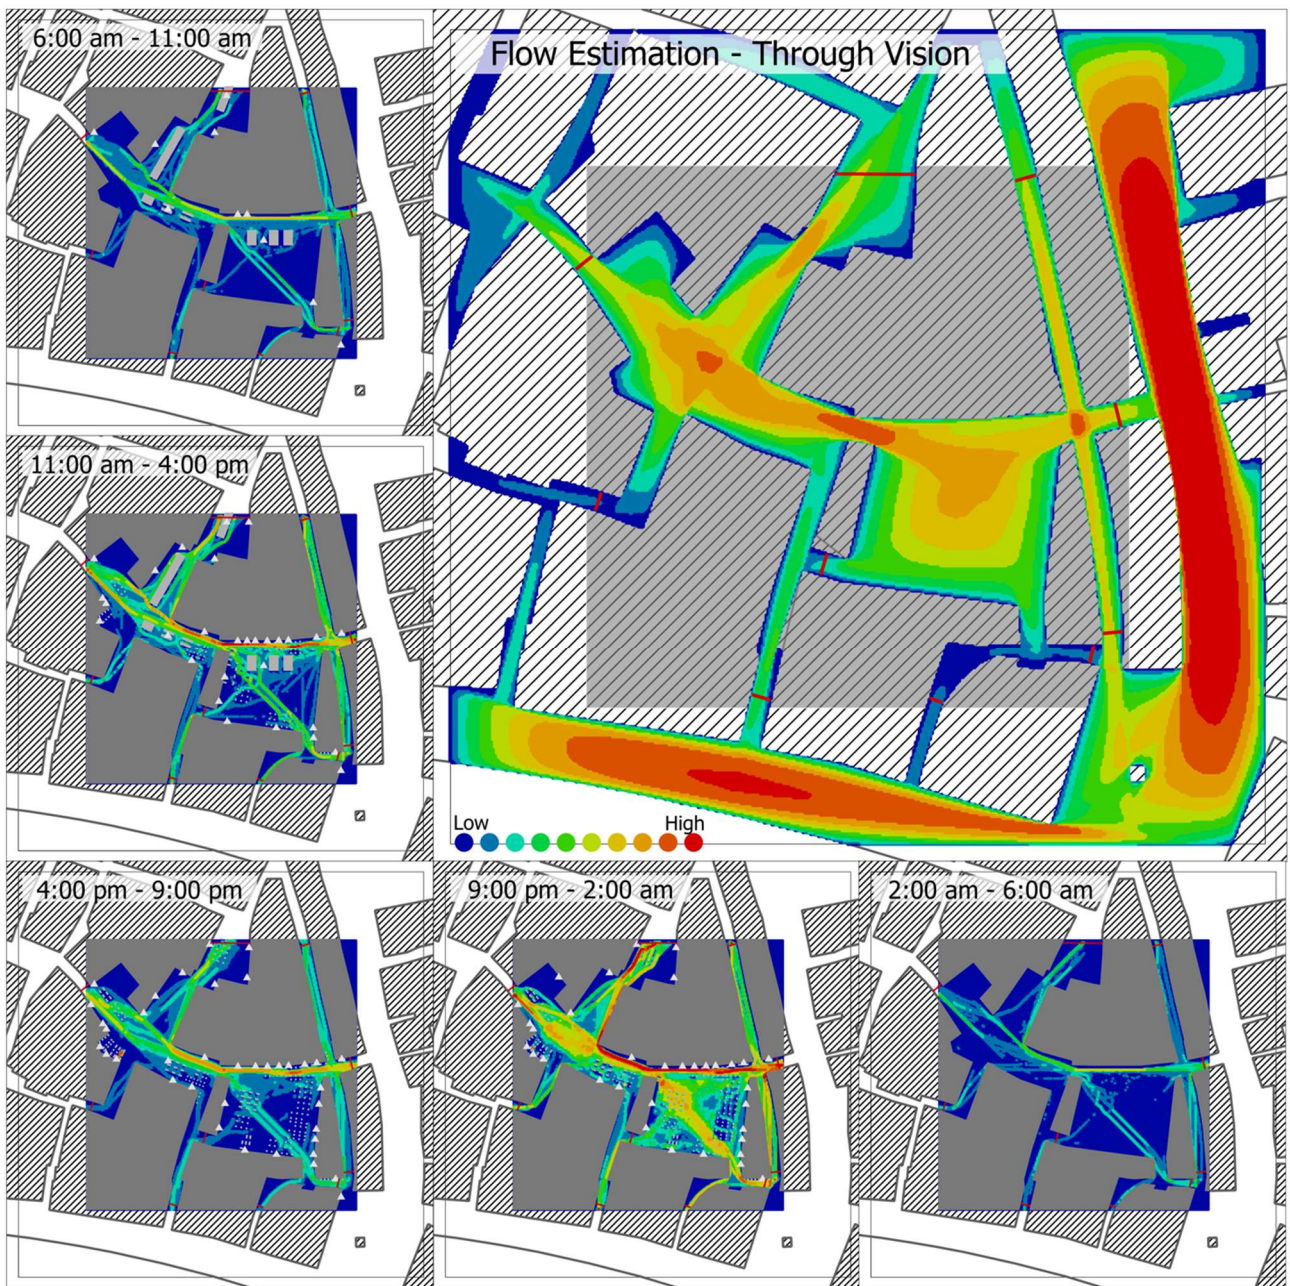 6:00 am - 11:00 am
Flow Estimation - Through Vision
11:00 am - 4:00 pm
Low
High
4:00 pm - 9:00 pm
9:00 pm - 2:00 am
2:00 am - 6:00 am